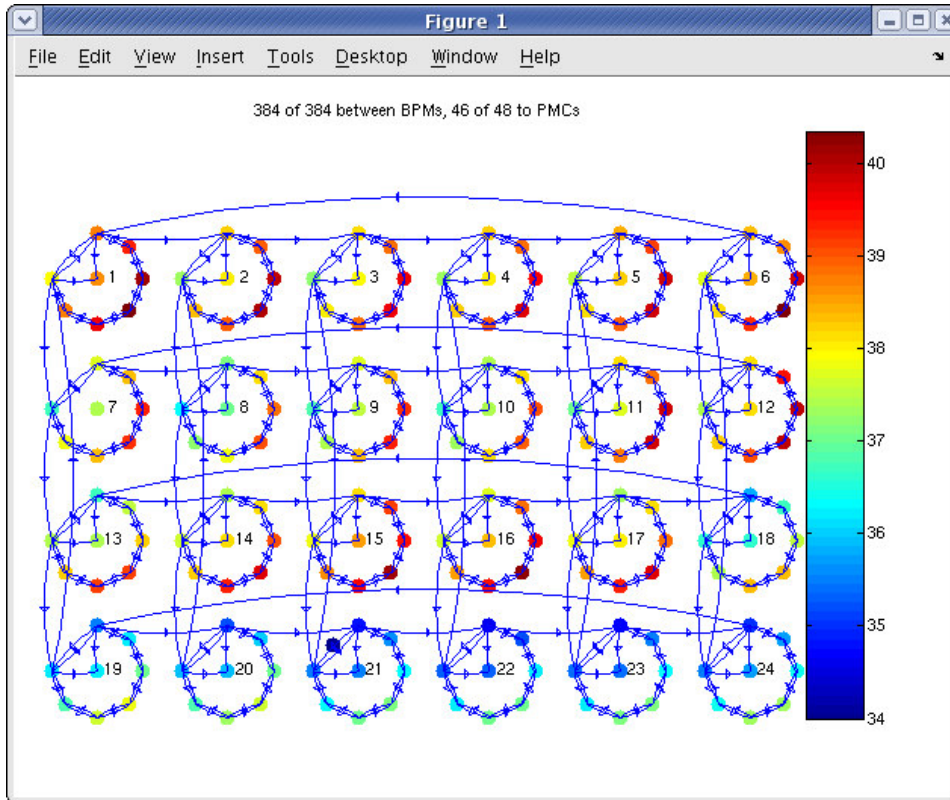 Figure 1
File Edit View Insert Tools Desktop Window Help
384 of 384 between BPMs, 46 of 48 to PMCs
40
39
38
37
36
35
34
1 2 3 4 5 6
7 8 9 10 11 12
13 14 15 16 17 18
19 20 21 22 23 24